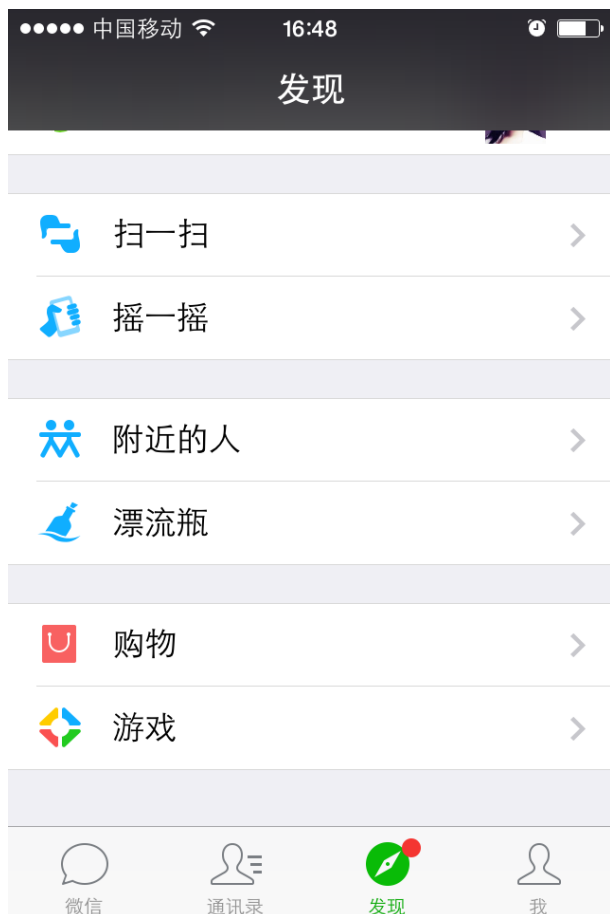 中国移动 16:48
发现
扫一扫
摇一摇
附近的人
漂流瓶
购物
游戏
微信 通讯录 发现 我